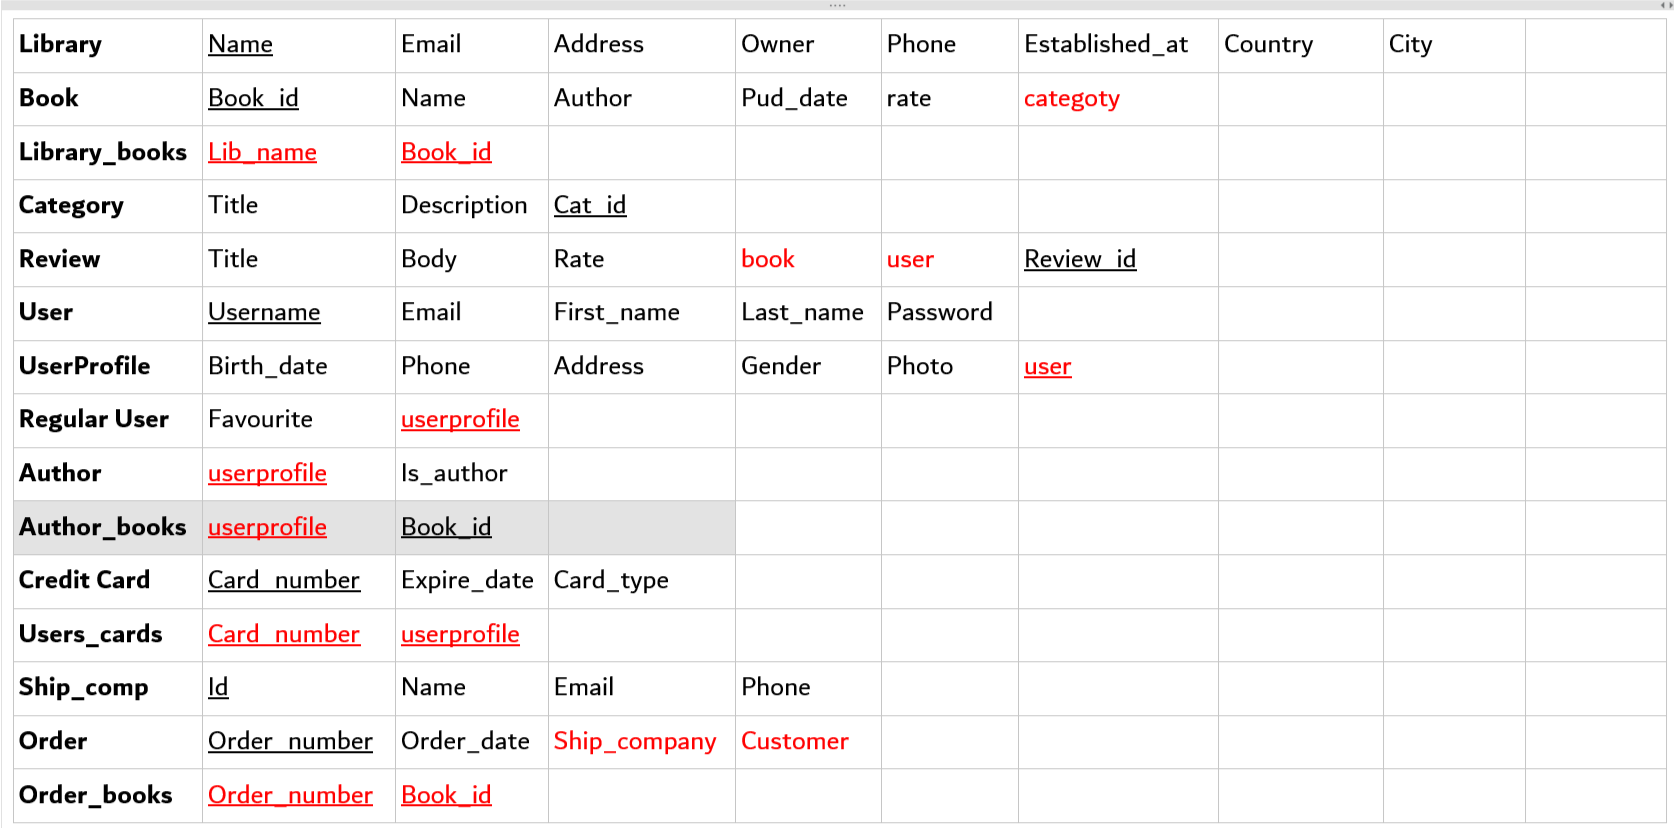 Library Name Email Address Owner Phone Established_at Country City
Book Book_id Name Author Pud_date rate categoty
Library_books Lib_name Book_id
Category Title Description Cat_id
Review Title Body Rate book user Review_id
User Username Email First_name Last_name Password
UserProfile Birth_date Phone Address Gender Photo user
Regular User Favourite userprofile
Author userprofile Is_author
Author_books userprofile Book_id
Credit Card Card_number Expire_date Card_type
Users_cards Card_number userprofile
Ship_comp Id Name Email Phone
Order Order_number Order_date Ship_company Customer
Order_books Order_number Book_id